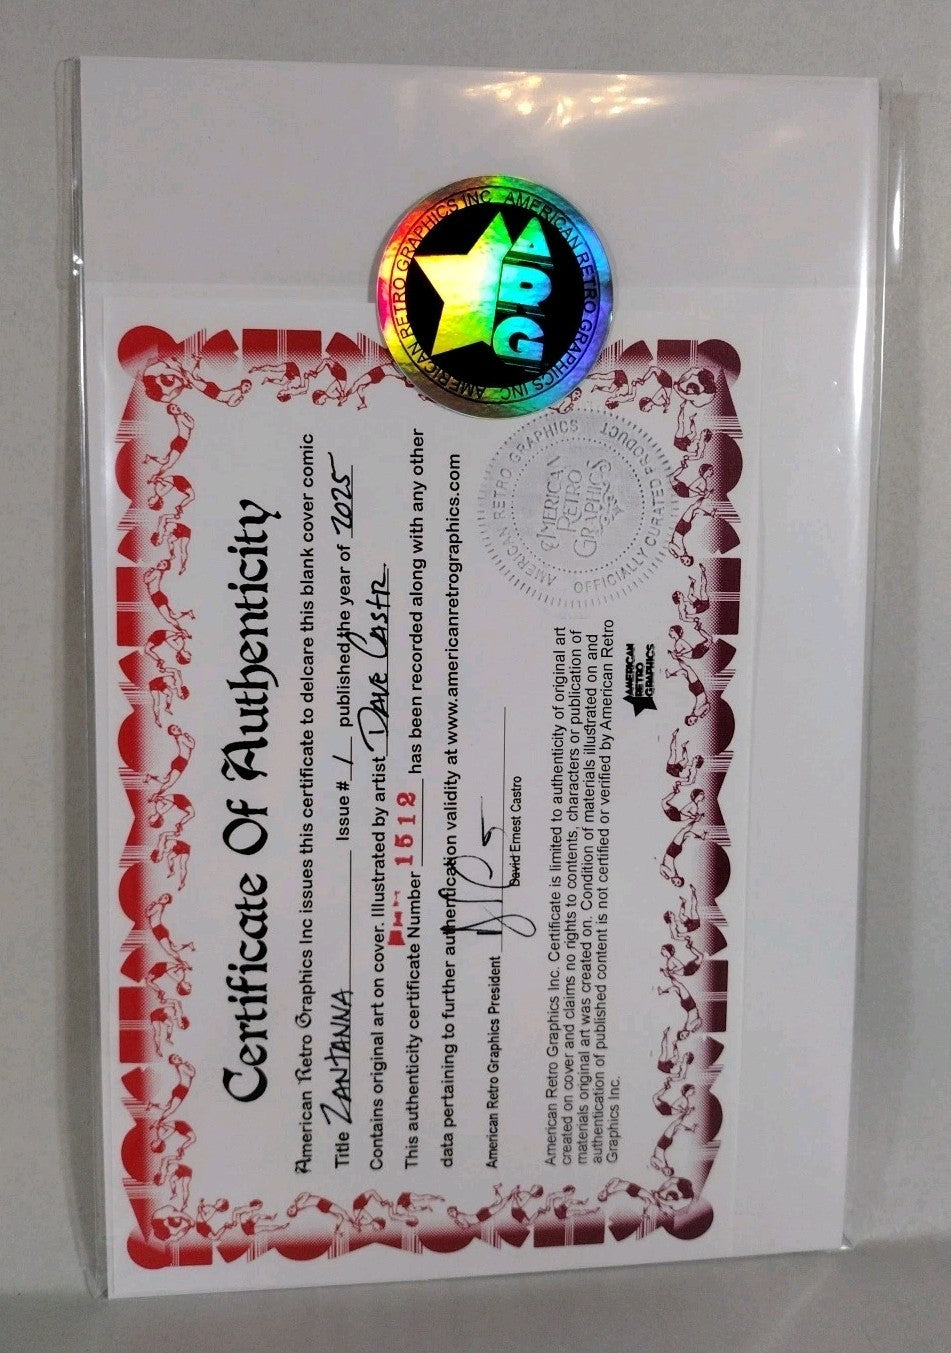 Certificate Of Authenticity
American Retro Graphics Inc issues this certificate to delcare this blank cover comic
Title ZANTANNA Issue # 1 published the year of 2025
Contains original art on cover. Illustrated by artist Dave Castr
This authenticity certificate Number 1512 has been recorded along with any other
data pertaining to further authentication validity at www.americanretrographics.com
American Retro Graphics President
David Ernest Castro
American Retro Graphics Inc. Certificate is limited to authenticity of original art
created on cover and claims no rights to contents, characters or publication of
materials original art was created on. Condition of materials illustrated on and
authentication of published content is not certified or verified by American Retro
Graphics Inc.
AMERICAN
RETRO
GRAPHICS
AMERICAN RETRO GRAPHICS INC AMERICAN RETRO GRAPHICS INC
AMERICAN RETRO GRAPHICS OFFICIALLY CURATED PRODUCT
AMERICAN
RETRO
GRAPHICS